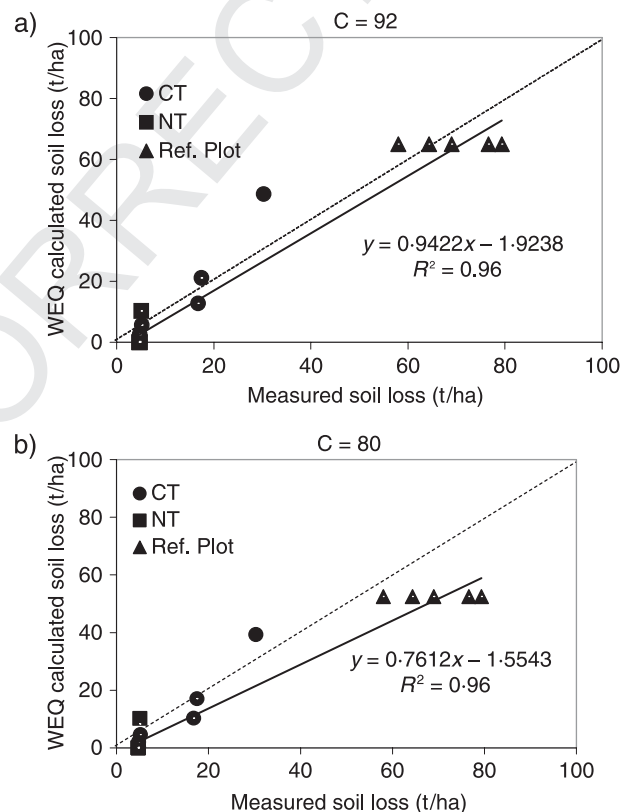 a)
C = 92
WEQ calculated soil loss (t/ha)
100
80
60
40
20
0
CT
NT
Ref. Plot
y = 0·9422x – 1·9238
R² = 0.96
0 20 40 60 80 100
Measured soil loss (t/ha)
b)
C = 80
WEQ calculated soil loss (t/ha)
100
80
60
40
20
0
CT
NT
Ref. Plot
y = 0·7612x – 1·5543
R² = 0.96
0 20 40 60 80 100
Measured soil loss (t/ha)